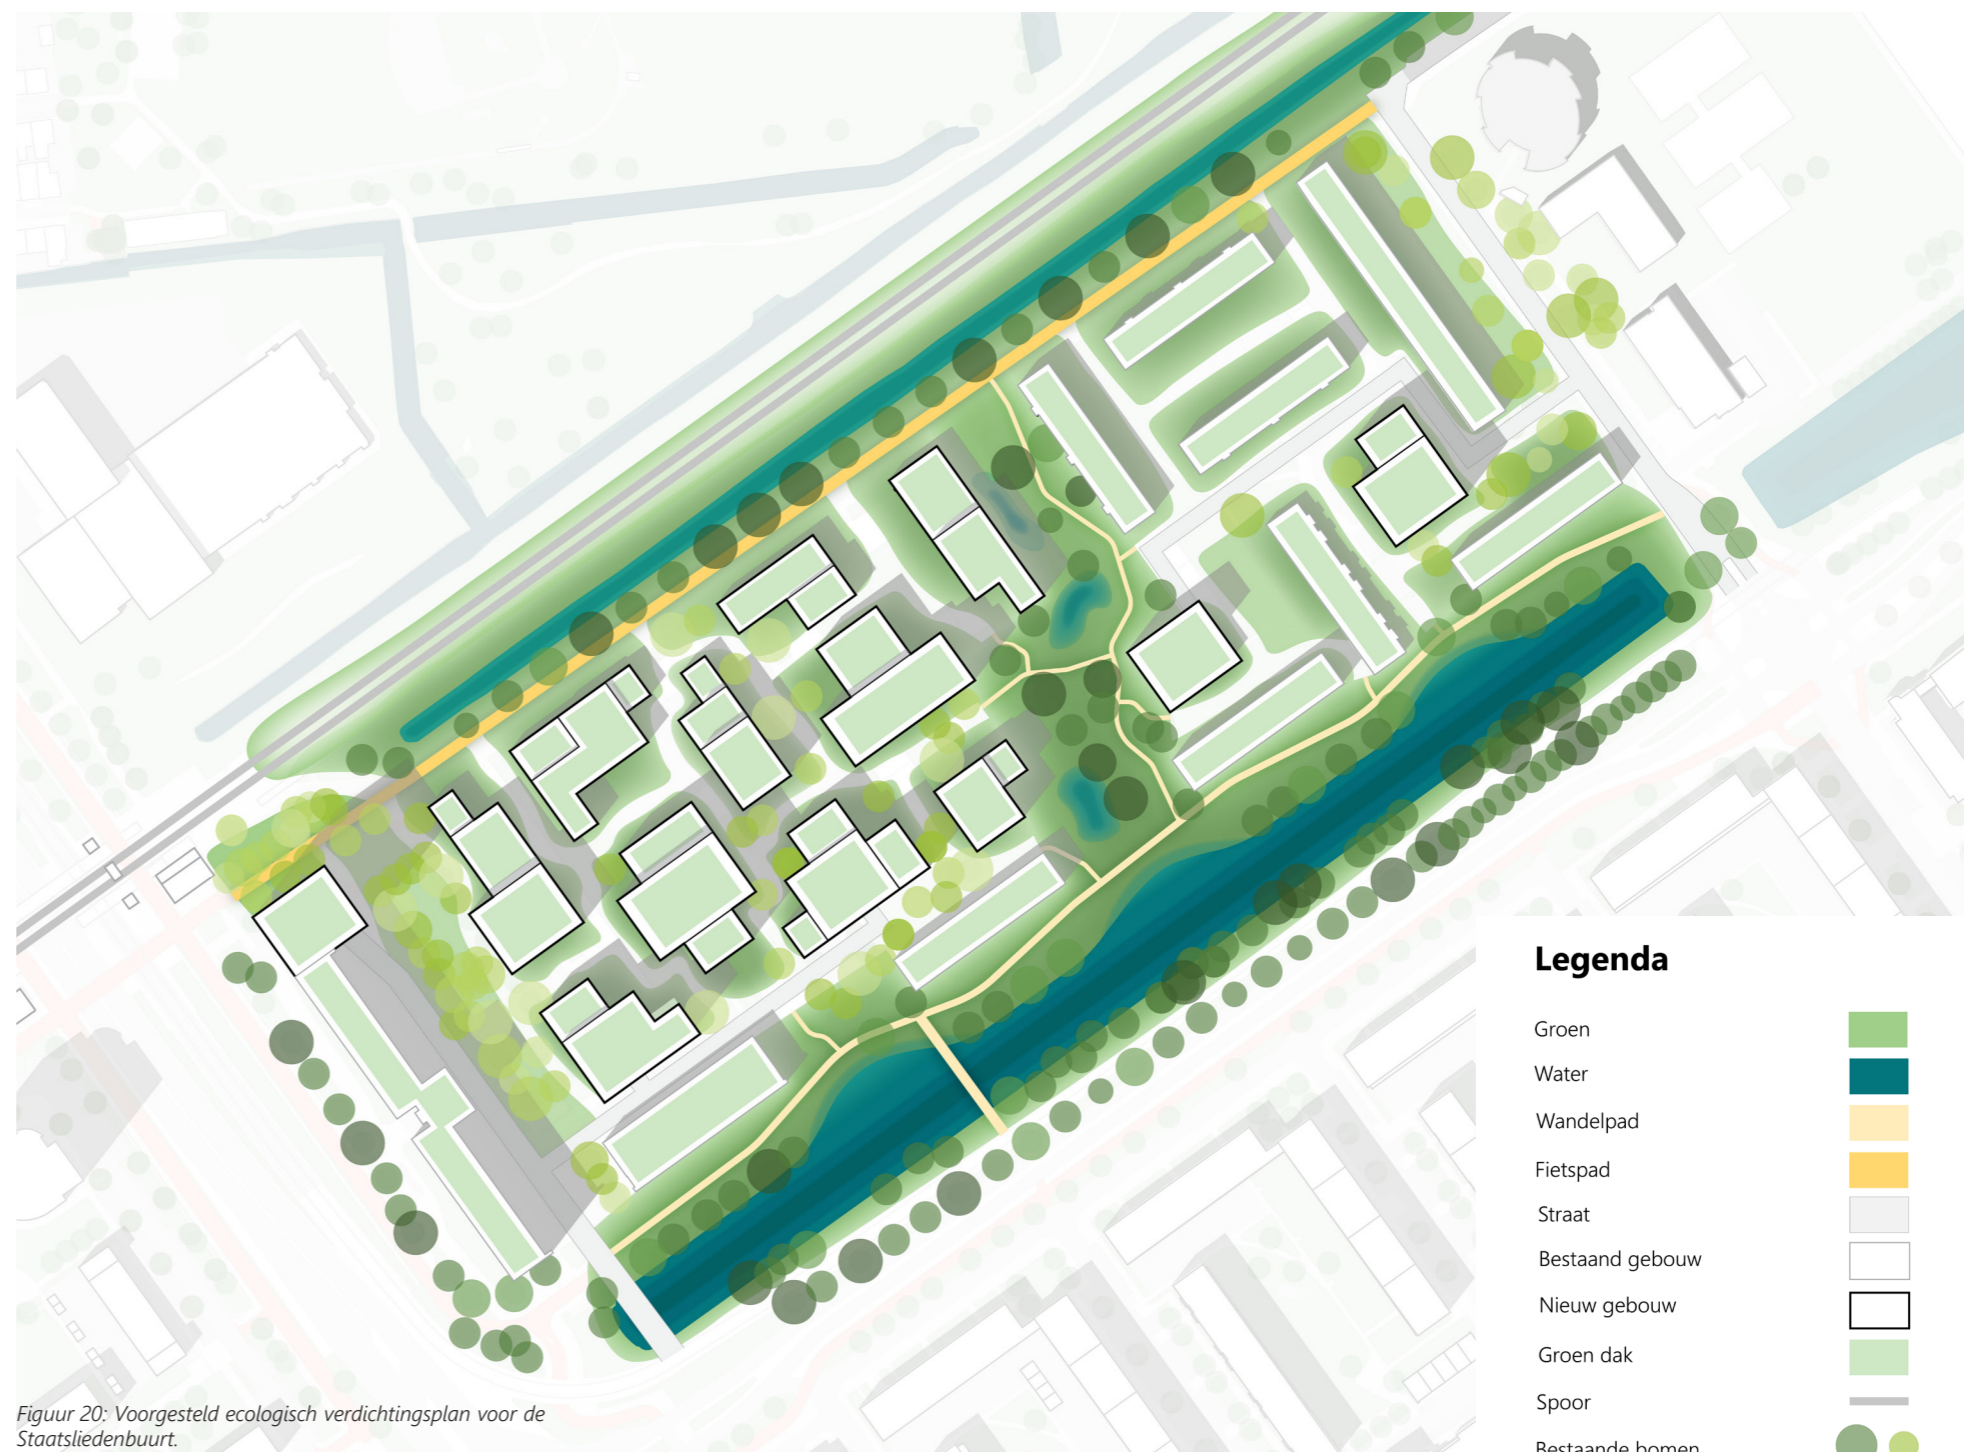 Legenda
Groen
Water
Wandelpad
Fietspad
Straat
Bestaand gebouw
Nieuw gebouw
Groen dak
Spoor
Bestaande bomen
Figuur 20: Voorgesteld ecologisch verdichtingsplan voor de
Staatsliedenbuurt.